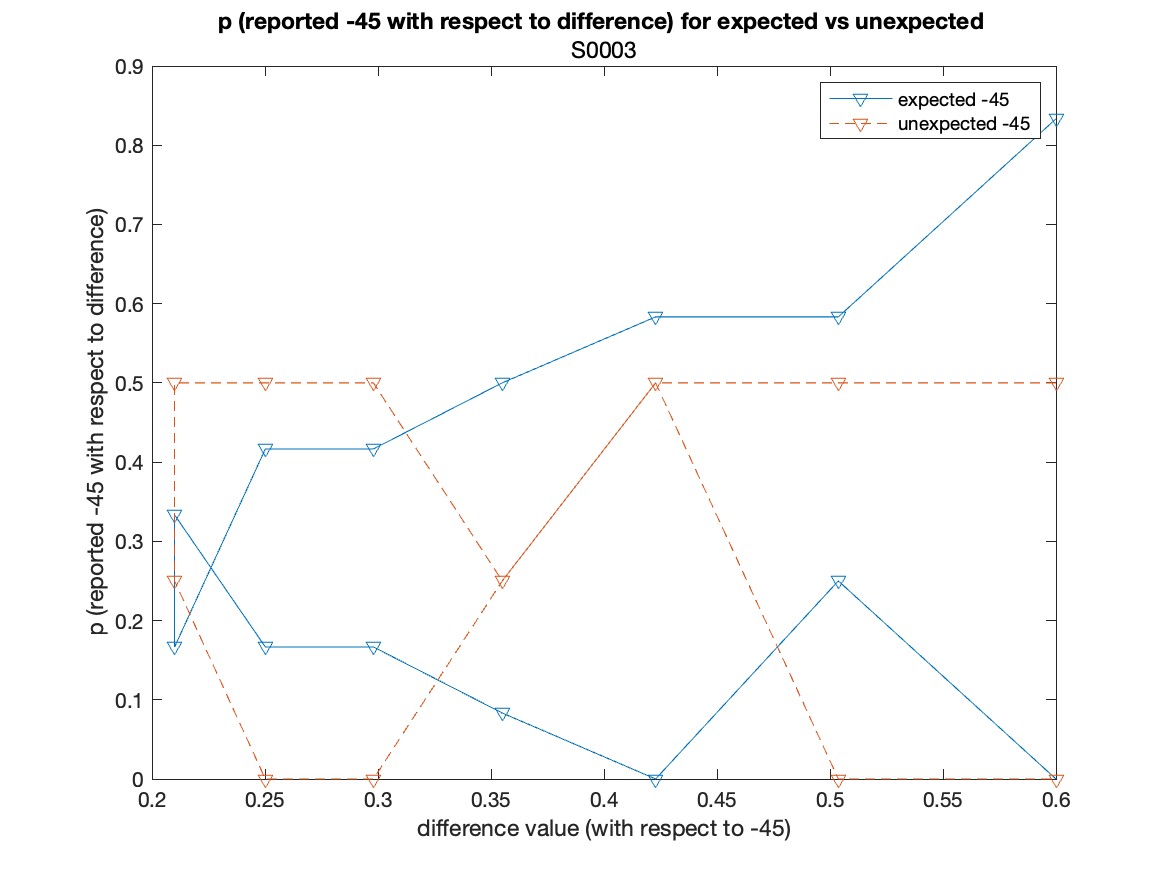 p (reported -45 with respect to difference) for expected vs unexpected
S0003
expected -45
unexpected -45
p (reported -45 with respect to difference)
0.9
0.8
0.7
0.6
0.5
0.4
0.3
0.2
0.1
0
0.2 0.25 0.3 0.35 0.4 0.45 0.5 0.55 0.6
difference value (with respect to -45)